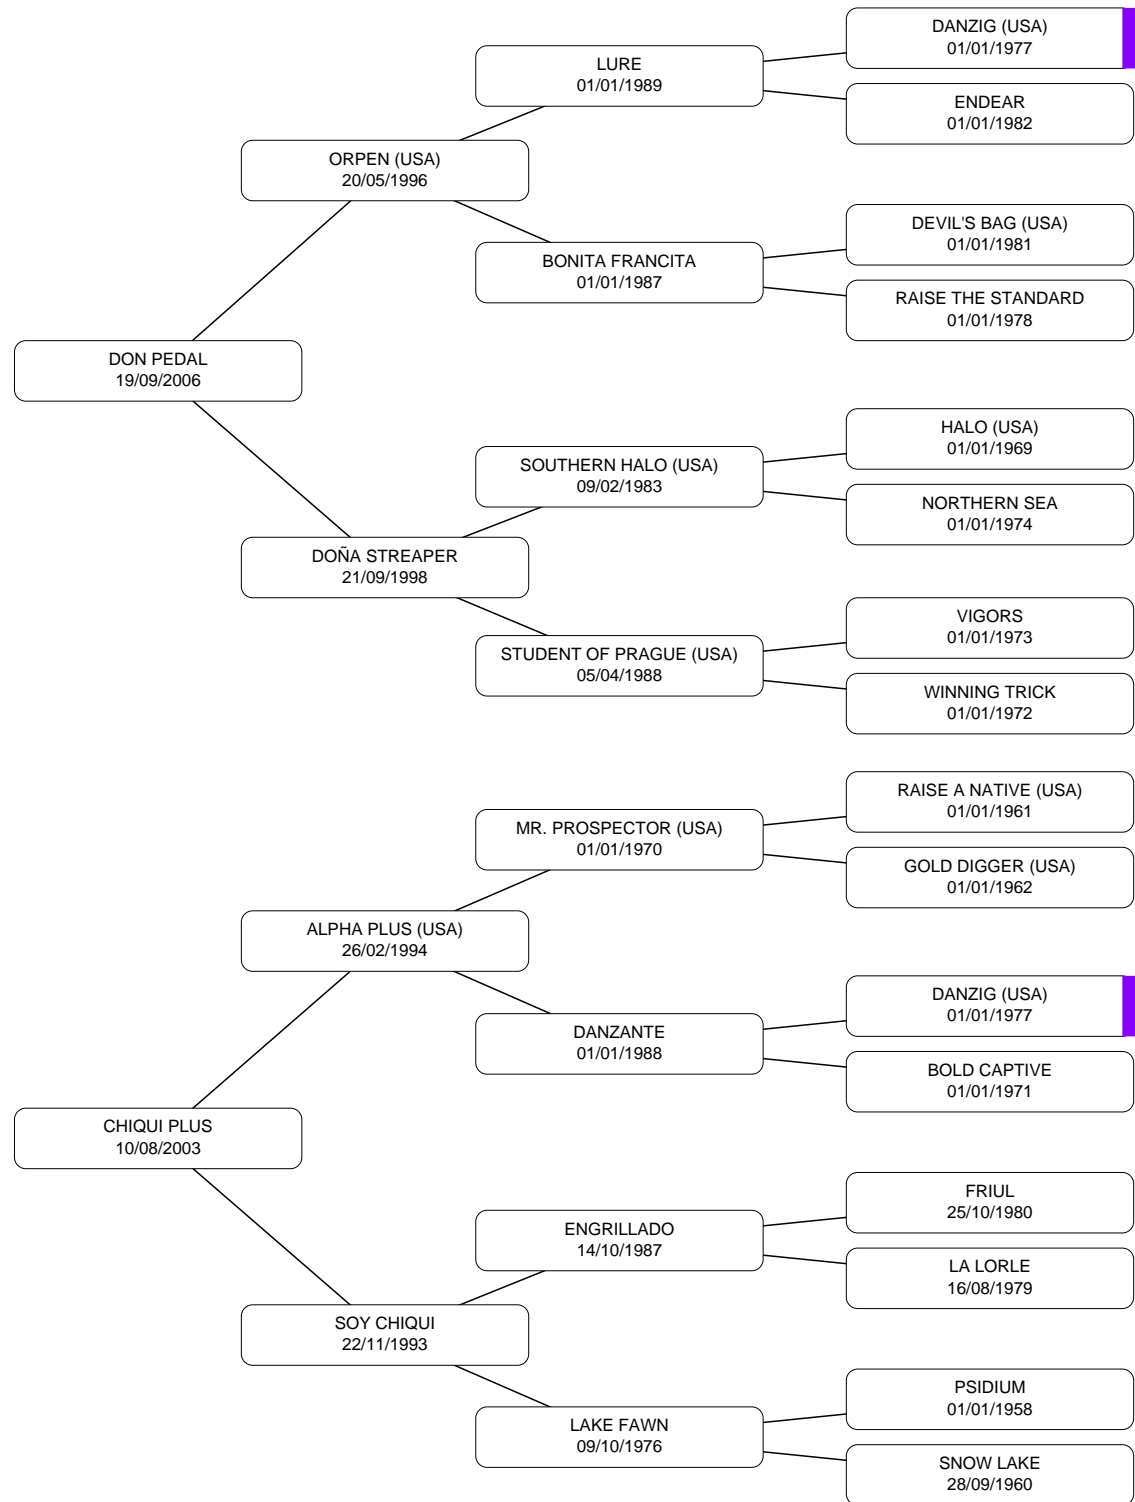 DANZIG (USA)
01/01/1977
LURE
01/01/1989
ENDEAR
01/01/1982
ORPEN (USA)
20/05/1996
DEVIL'S BAG (USA)
01/01/1981
BONITA FRANCITA
01/01/1987
RAISE THE STANDARD
01/01/1978
DON PEDAL
19/09/2006
HALO (USA)
01/01/1969
SOUTHERN HALO (USA)
09/02/1983
NORTHERN SEA
01/01/1974
DOÑA STREAPER
21/09/1998
VIGORS
01/01/1973
STUDENT OF PRAGUE (USA)
05/04/1988
WINNING TRICK
01/01/1972
RAISE A NATIVE (USA)
01/01/1961
MR. PROSPECTOR (USA)
01/01/1970
GOLD DIGGER (USA)
01/01/1962
ALPHA PLUS (USA)
26/02/1994
DANZIG (USA)
01/01/1977
DANZANTE
01/01/1988
BOLD CAPTIVE
01/01/1971
CHIQUI PLUS
10/08/2003
FRIUL
25/10/1980
ENGRILLADO
14/10/1987
LA LORLE
16/08/1979
SOY CHIQUI
22/11/1993
PSIDIUM
01/01/1958
LAKE FAWN
09/10/1976
SNOW LAKE
28/09/1960